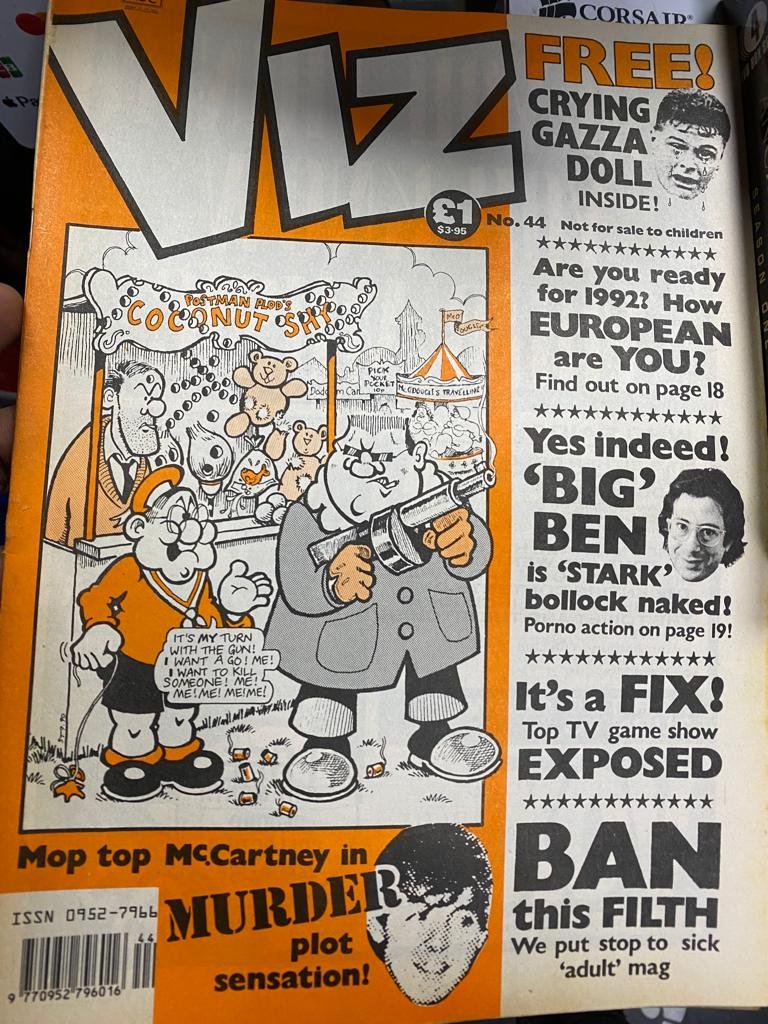 CORSAIR
VIZ
FREE!
CRYING
GAZZA
DOLL
INSIDE!
£1
$3·95
No. 44
Not for sale to children
Are you ready
for 1992? How
EUROPEAN
are YOU?
Find out on page 18
Yes indeed!
‘BIG’
BEN
is ‘STARK’
bollock naked!
Porno action on page 19!
It's a FIX!
Top TV game show
EXPOSED
BAN
this FILTH
We put stop to sick
‘adult’ mag
POSTMAN PLOD'S
COCONUT SHY
PICK
YOUR
POCKET
10p
IT'S MY TURN
WITH THE GUN!
I WANT A GO! ME!
I WANT TO KILL
SOMEONE! ME!
ME! ME! ME! ME!
Mop top McCartney in
MURDER
plot
sensation!
ISSN 0952-7966
44
9 770952 796016